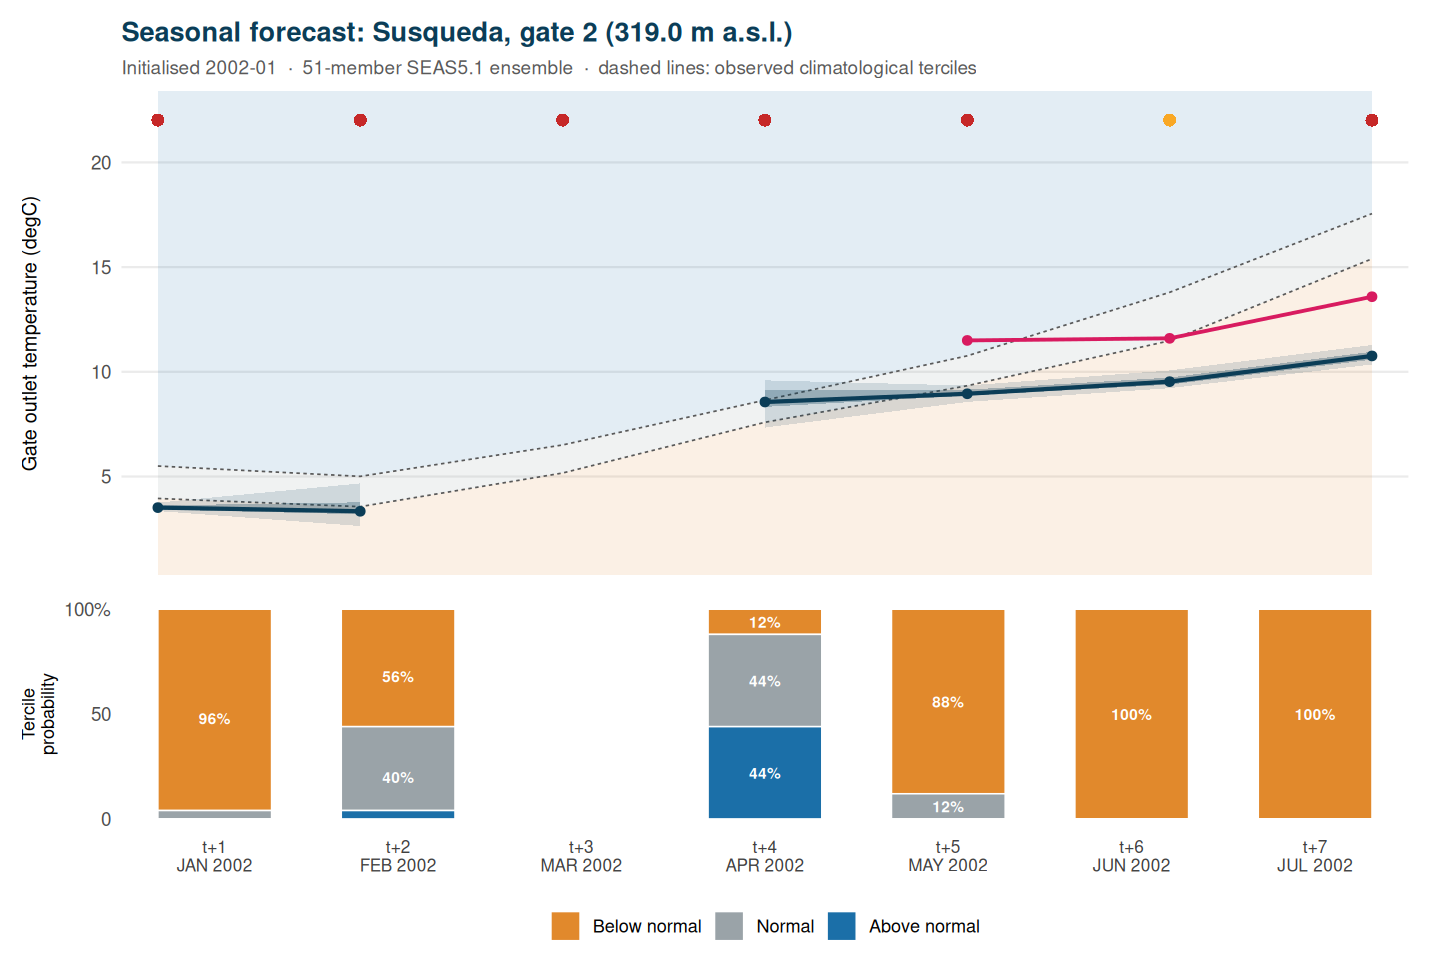 Seasonal forecast: Susqueda, gate 2 (319.0 m a.s.l.)
Initialised 2002-01 · 51-member SEAS5.1 ensemble · dashed lines: observed climatological terciles
Gate outlet temperature (degC)
20
15
10
5
Tercile
probability
100%
50
0
96%
56%
40%
12%
44%
44%
88%
12%
100%
100%
t+1
JAN 2002
t+2
FEB 2002
t+3
MAR 2002
t+4
APR 2002
t+5
MAY 2002
t+6
JUN 2002
t+7
JUL 2002
Below normal
Normal
Above normal